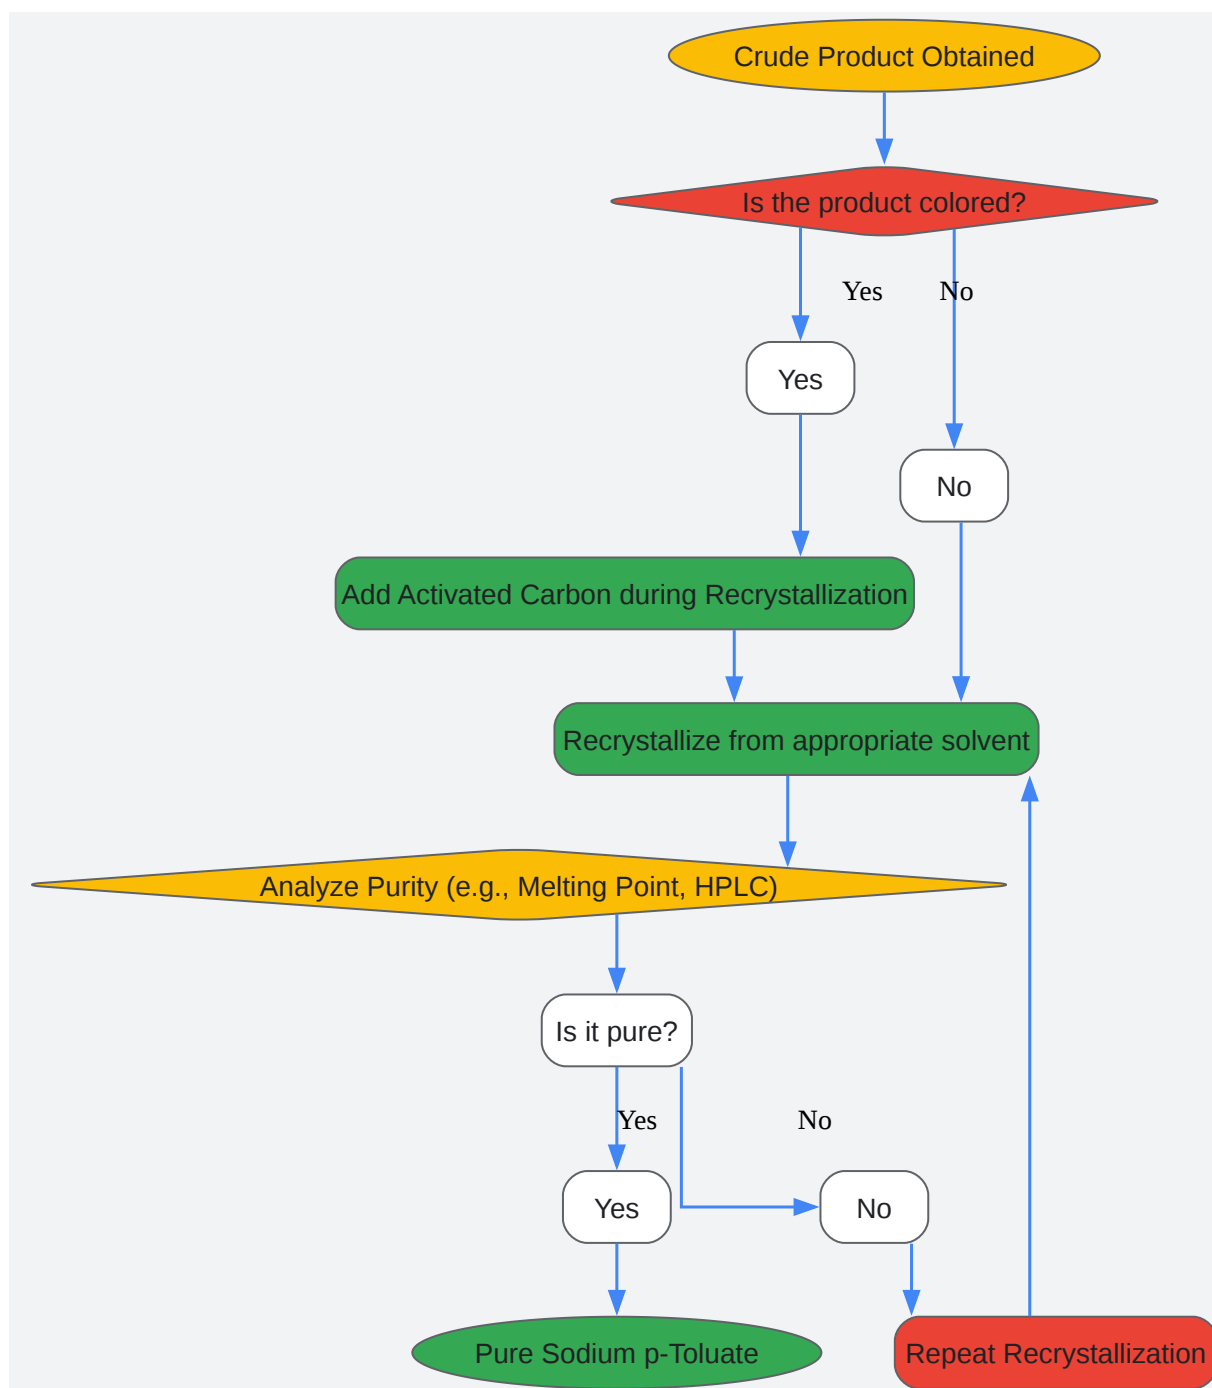 Crude Product Obtained
Is the product colored?
Yes
No
Yes
No
Add Activated Carbon during Recrystallization
Recrystallize from appropriate solvent
Analyze Purity (e.g., Melting Point, HPLC)
Is it pure?
Yes
No
Yes
No
Pure Sodium p-Toluate
Repeat Recrystallization